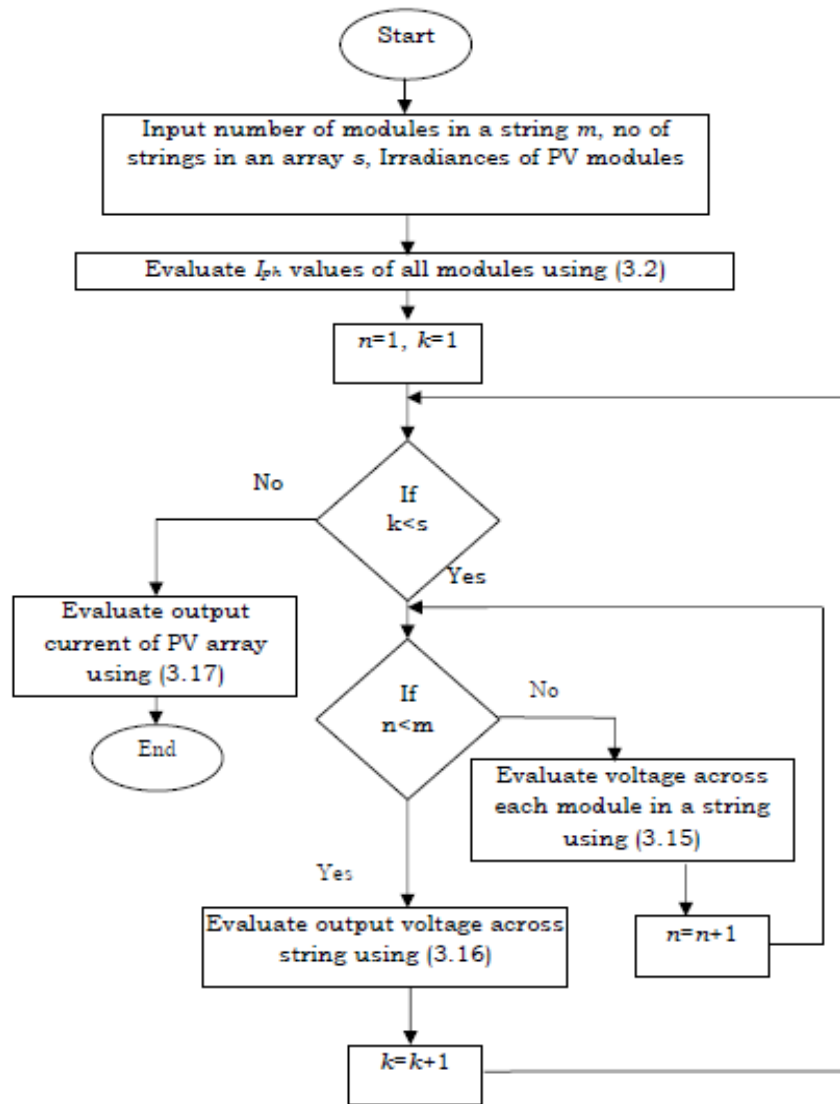 Start
Input number of modules in a string m, no of
strings in an array s, Irradiances of PV modules
Evaluate Iph values of all modules using (3.2)
n=1, k=1
No
If
k<s
Yes
Evaluate output
current of PV array
using (3.17)
End
If
n<m
No
Evaluate voltage across
each module in a string
using (3.15)
n=n+1
Yes
Evaluate output voltage across
string using (3.16)
k=k+1